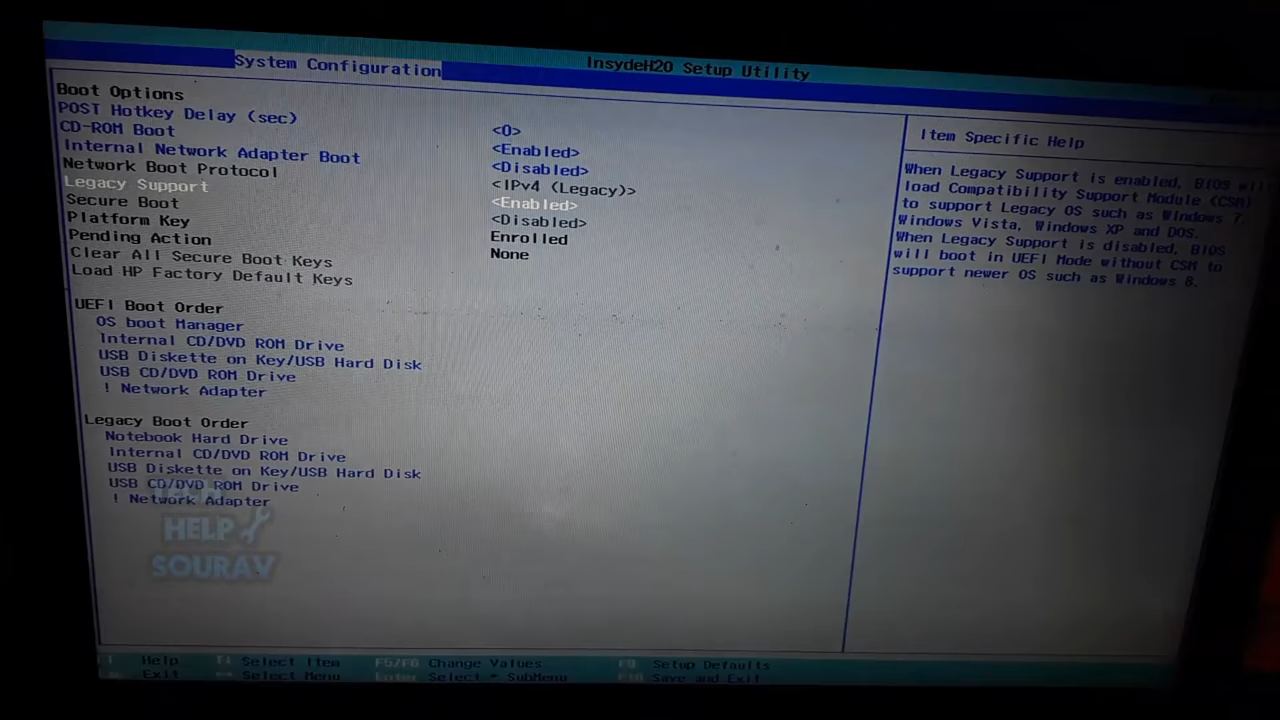 InsydeH20 Setup Utility
System Configuration
Boot Options
POST Hotkey Delay (sec) <0>
CD-ROM Boot <Enabled>
Internal Network Adapter Boot <Disabled>
Network Boot Protocol <IPv4 (Legacy)>
Legacy Support <Enabled>
Secure Boot <Disabled>
Platform Key Enrolled
Pending Action None
Clear All Secure Boot Keys
Load HP Factory Default Keys
UEFI Boot Order
OS boot Manager
Internal CD/DVD ROM Drive
USB Diskette on Key/USB Hard Disk
USB CD/DVD ROM Drive
! Network Adapter
Legacy Boot Order
Notebook Hard Drive
Internal CD/DVD ROM Drive
USB Diskette on Key/USB Hard Disk
USB CD/DVD ROM Drive
! Network Adapter
Item Specific Help
When Legacy Support is enabled, BIOS will
load Compatibility Support Module (CSM)
to support Legacy OS such as Windows 7,
Windows Vista, Windows XP and DOS.
When Legacy Support is disabled, BIOS
will boot in UEFI Mode without CSM to
support newer OS such as Windows 8.
TECH
HELP
SOURAV
Help Select Item F5/F6 Change Values F9 Setup Defaults
Exit Select Menu Enter Select SubMenu F10 Save and Exit